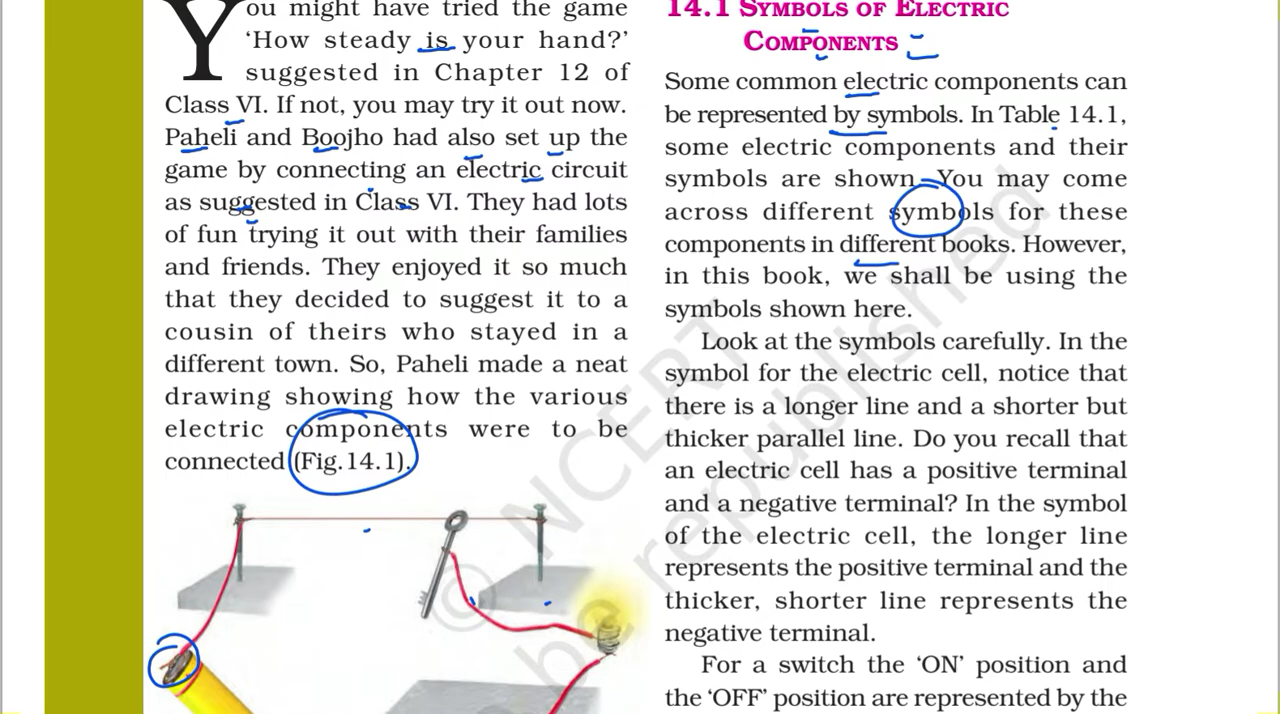 You might have tried the game
'How steady is your hand?'
suggested in Chapter 12 of
Class VI. If not, you may try it out now.
Paheli and Boojho had also set up the
game by connecting an electric circuit
as suggested in Class VI. They had lots
of fun trying it out with their families
and friends. They enjoyed it so much
that they decided to suggest it to a
cousin of theirs who stayed in a
different town. So, Paheli made a neat
drawing showing how the various
electric components were to be
connected (Fig.14.1).
14.1 SYMBOLS OF ELECTRIC
COMPONENTS
Some common electric components can
be represented by symbols. In Table 14.1,
some electric components and their
symbols are shown. You may come
across different symbols for these
components in different books. However,
in this book, we shall be using the
symbols shown here.
Look at the symbols carefully. In the
symbol for the electric cell, notice that
there is a longer line and a shorter but
thicker parallel line. Do you recall that
an electric cell has a positive terminal
and a negative terminal? In the symbol
of the electric cell, the longer line
represents the positive terminal and the
thicker, shorter line represents the
negative terminal.
For a switch the 'ON' position and
the 'OFF' position are represented by the
© NCERT
be republished